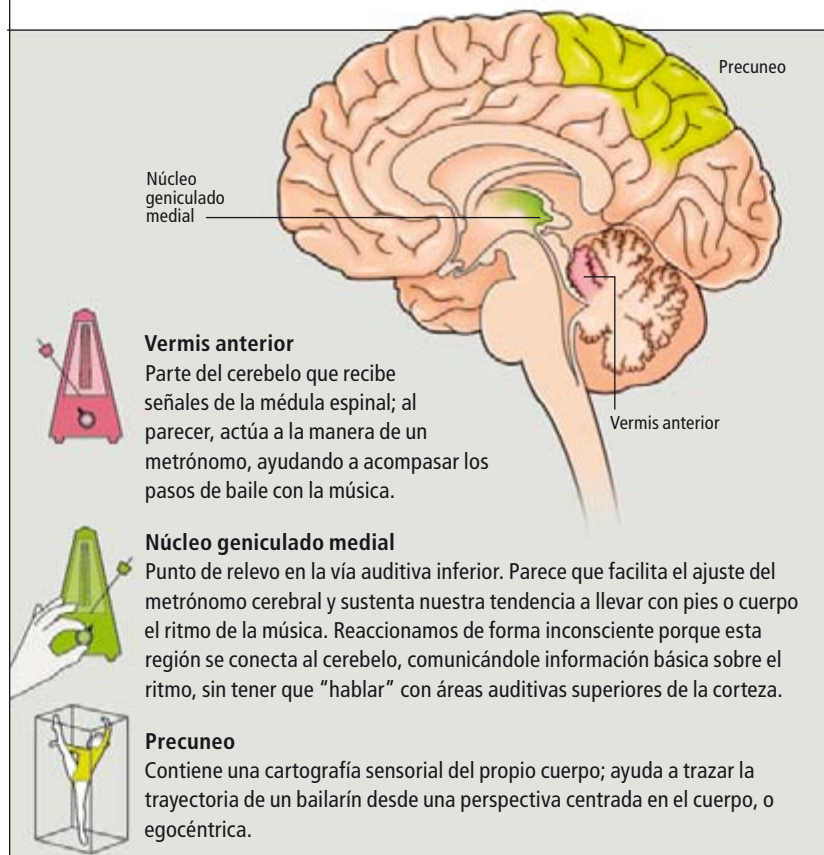 Precuneo
Núcleo
geniculado
medial
Vermis anterior
Vermis anterior
Parte del cerebelo que recibe
señales de la médula espinal; al
parecer, actúa a la manera de un
metrónomo, ayudando a acompasar los
pasos de baile con la música.
Núcleo geniculado medial
Punto de relevo en la vía auditiva inferior. Parece que facilita el ajuste del
metrónomo cerebral y sustenta nuestra tendencia a llevar con pies o cuerpo
el ritmo de la música. Reaccionamos de forma inconsciente porque esta
región se conecta al cerebelo, comunicándole información básica sobre el
ritmo, sin tener que "hablar" con áreas auditivas superiores de la corteza.
Precuneo
Contiene una cartografía sensorial del propio cuerpo; ayuda a trazar la
trayectoria de un bailarín desde una perspectiva centrada en el cuerpo, o
egocéntrica.